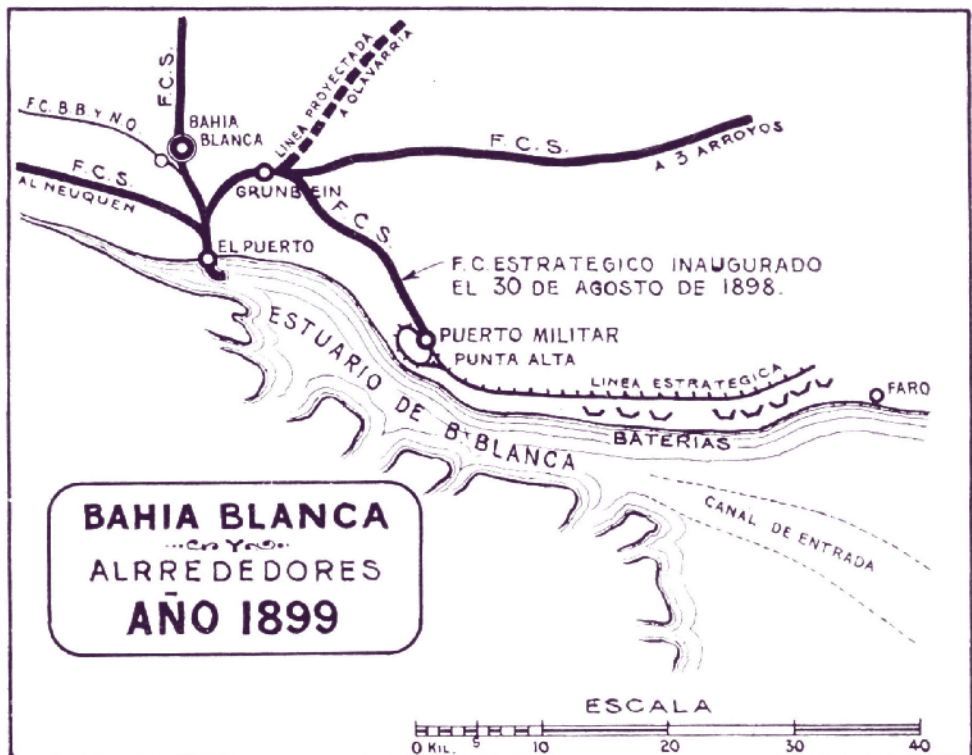 F.C.S.
F.C. B.B Y N.O.
BAHIA
BLANCA
LINEA PROYECTADA
A OLAVARRIA
F.C.S.
A 3 ARROYOS
F.C.S.
AL NEUQUEN
GRUNBEIN
F.C.S.
EL PUERTO
F.C. ESTRATEGICO INAUGURADO
EL 30 DE AGOSTO DE 1898.
PUERTO MILITAR
PUNTA ALTA
LINEA ESTRATEGICA
FARO
BATERIAS
ESTUARIO DE Bª BLANCA
CANAL DE ENTRADA
BAHIA BLANCA
Y
ALRREDEDORES
AÑO 1899
ESCALA
0 KIL. 5 10 20 30 40